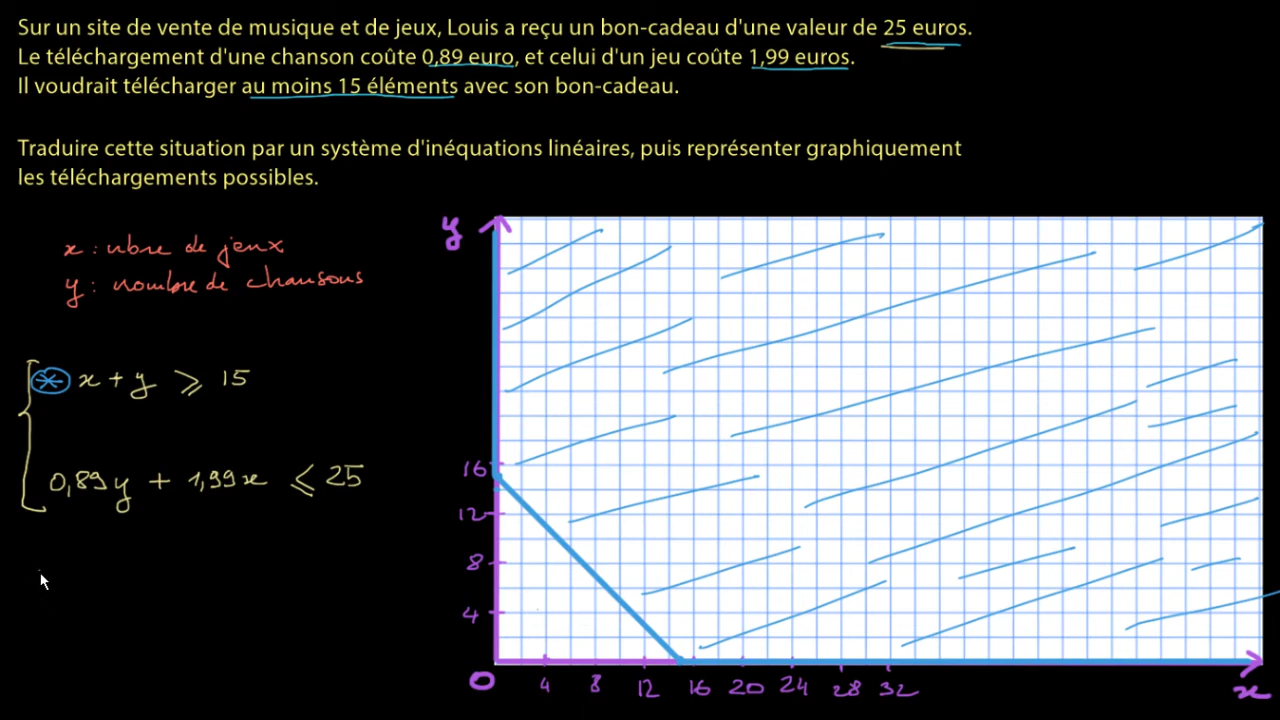 Sur un site de vente de musique et de jeux, Louis a reçu un bon-cadeau d'une valeur de 25 euros.
Le téléchargement d'une chanson coûte 0,89 euro, et celui d'un jeu coûte 1,99 euros.
Il voudrait télécharger au moins 15 éléments avec son bon-cadeau.
Traduire cette situation par un système d'inéquations linéaires, puis représenter graphiquement
les téléchargements possibles.
x : nbre de jeux
y : nombre de chansons
* x + y ⩾ 15
0,89y + 1,99x ⩽ 25
y
16
12
8
4
0 4 8 12 16 20 24 28 32 x